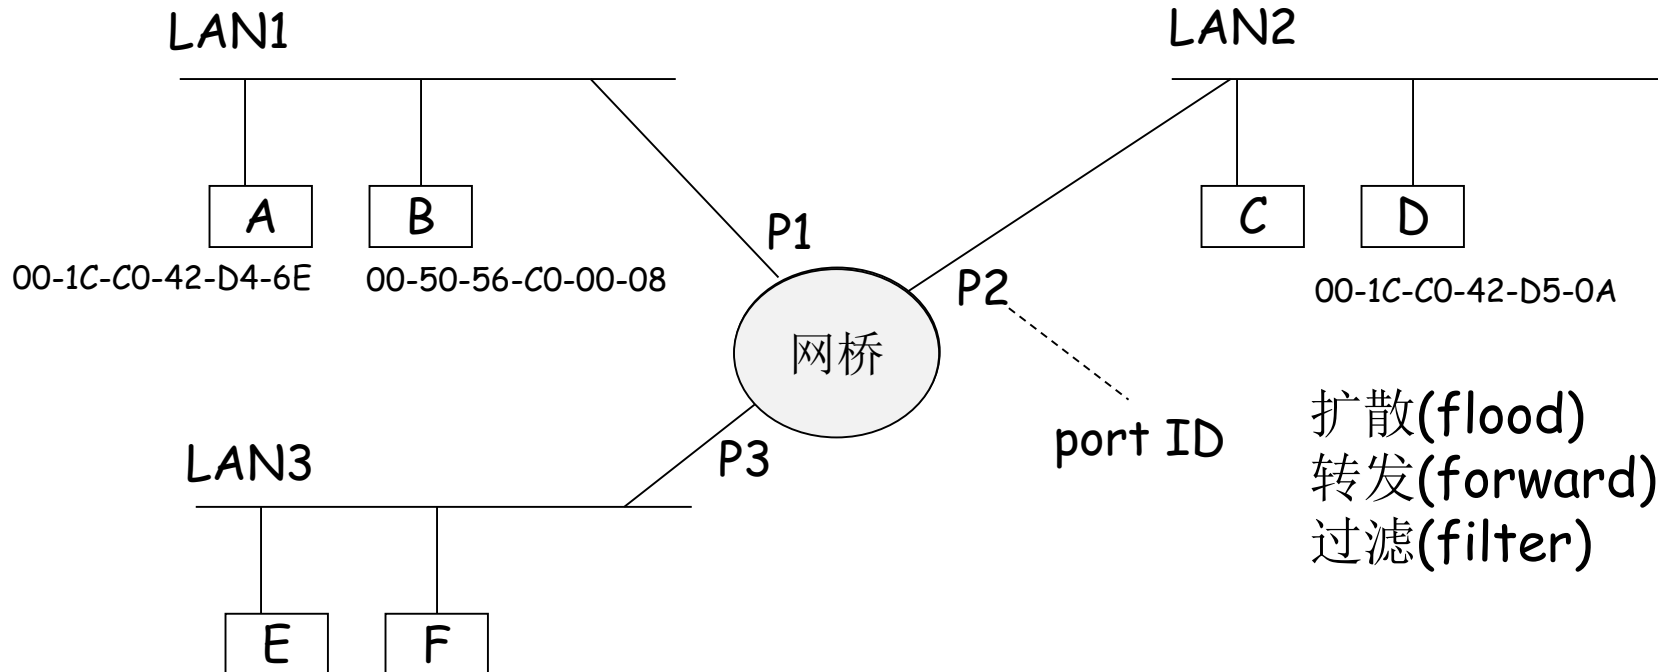 LAN1
LAN2
A
B
C
D
00-1C-C0-42-D4-6E
00-50-56-C0-00-08
00-1C-C0-42-D5-0A
P1
P2
网桥
port ID
P3
LAN3
E
F
扩散(flood)
转发(forward)
过滤(filter)